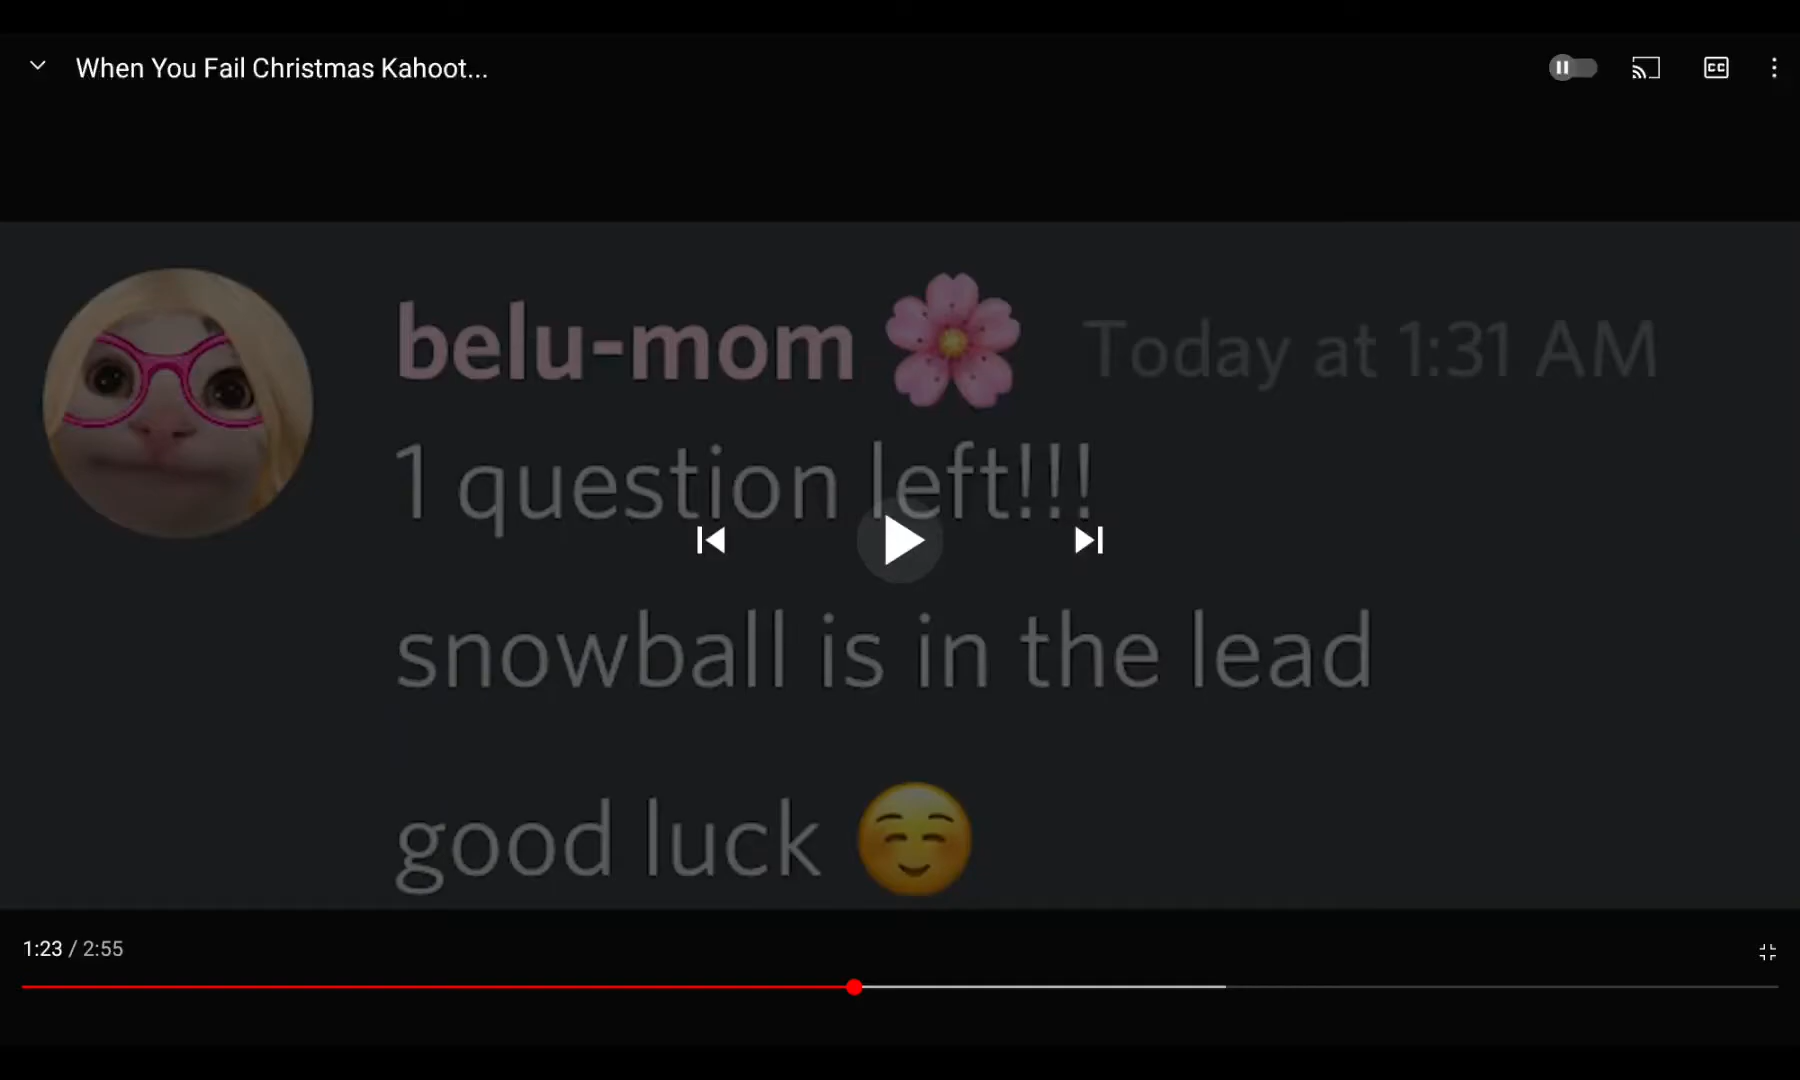 When You Fail Christmas Kahoot...
CC
belu-mom 🌸 Today at 1:31 AM
1 question left!!!
snowball is in the lead
good luck ☺️
1:23 / 2:55